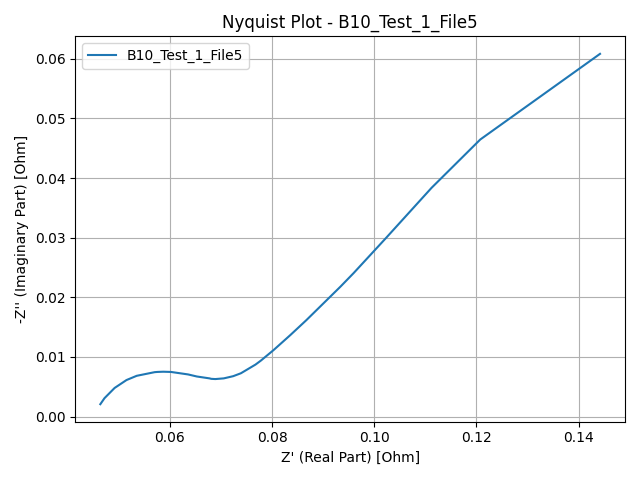 Nyquist Plot - B10_Test_1_File5
B10_Test_1_File5
-Z'' (Imaginary Part) [Ohm]
0.06
0.05
0.04
0.03
0.02
0.01
0.00
0.06 0.08 0.10 0.12 0.14
Z' (Real Part) [Ohm]